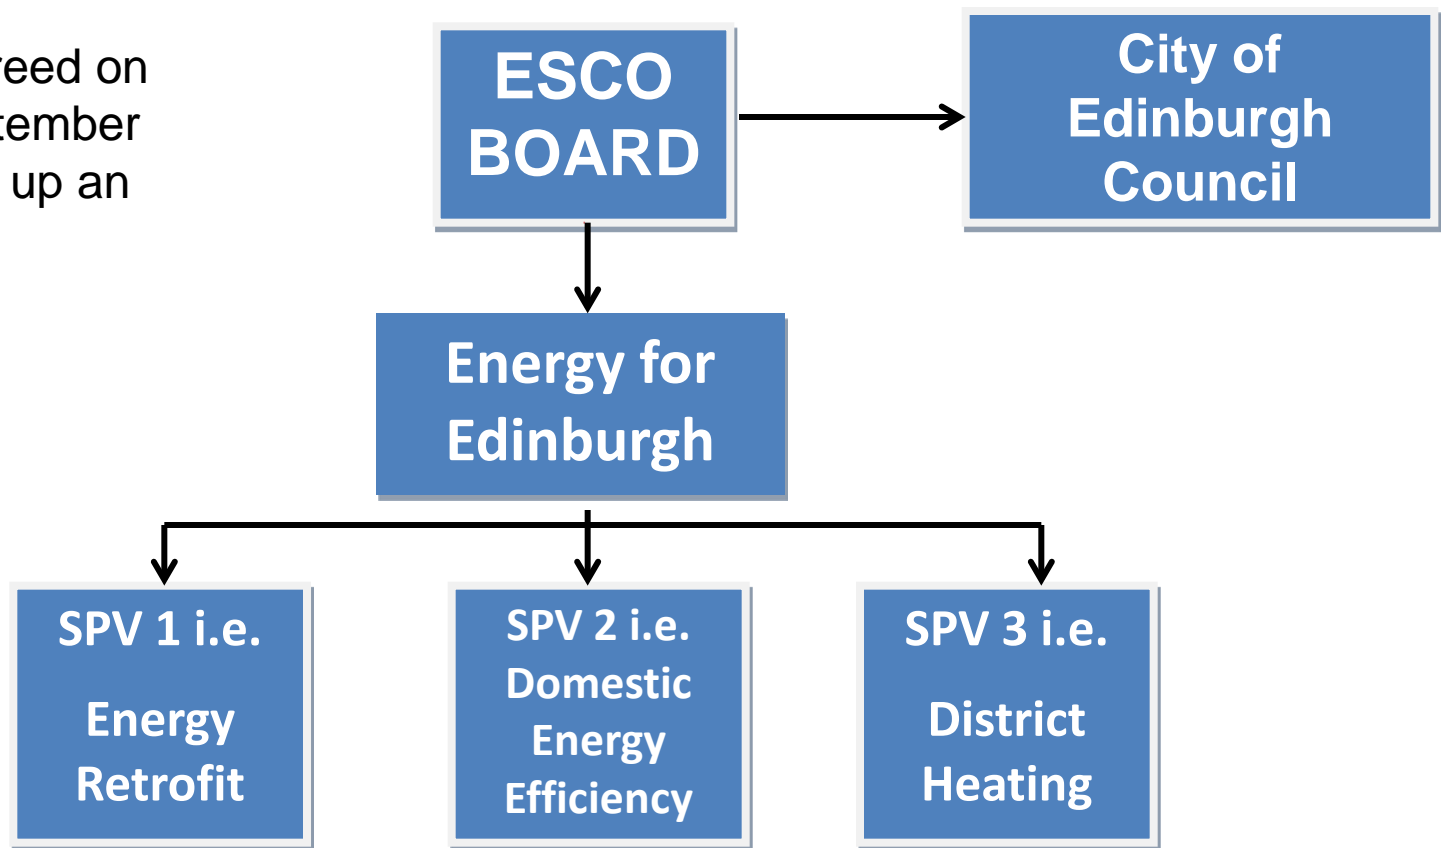 reed on
tember
up an
ESCO
BOARD
City of
Edinburgh
Council
Energy for
Edinburgh
SPV 1 i.e.
Energy
Retrofit
SPV 2 i.e.
Domestic
Energy
Efficiency
SPV 3 i.e.
District
Heating